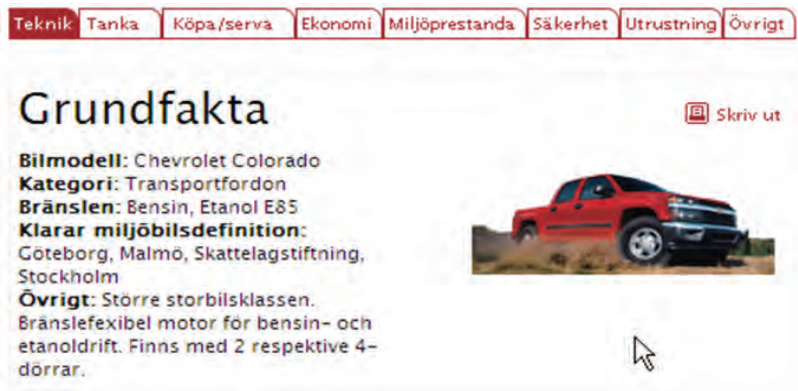 Teknik Tanka Köpa/serva Ekonomi Miljöprestanda Säkerhet Utrustning Övrigt
Grundfakta
Skriv ut
Bilmodell: Chevrolet Colorado
Kategori: Transportfordon
Bränslen: Bensin, Etanol E85
Klarar miljöbilsdefinition:
Göteborg, Malmö, Skattelagstiftning,
Stockholm
Övrigt: Större storbilsklassen.
Bränslefexibel motor för bensin- och
etanoldrift. Finns med 2 respektive 4-
dörrar.